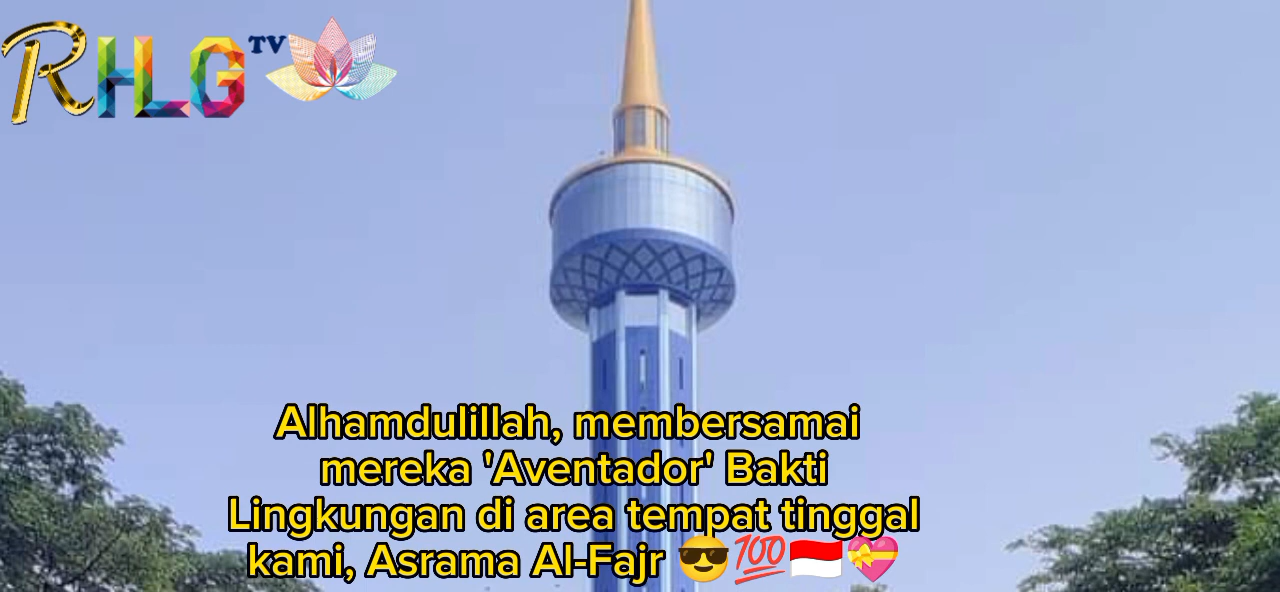 RHLG TV
Alhamdulillah, membersamai
mereka 'Aventador' Bakti
Lingkungan di area tempat tinggal
kami, Asrama Al-Fajr 😎💯🇮🇩💝